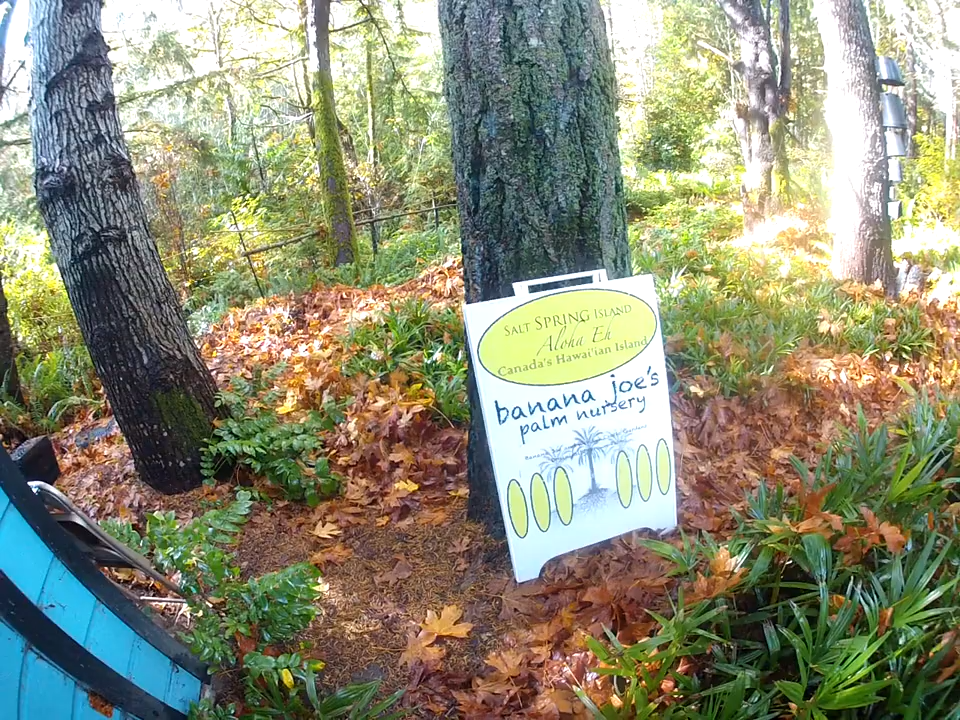 SALT SPRING ISLAND
Aloha Eh
Canada's Hawai'ian Island
banana joe's
palm nursery